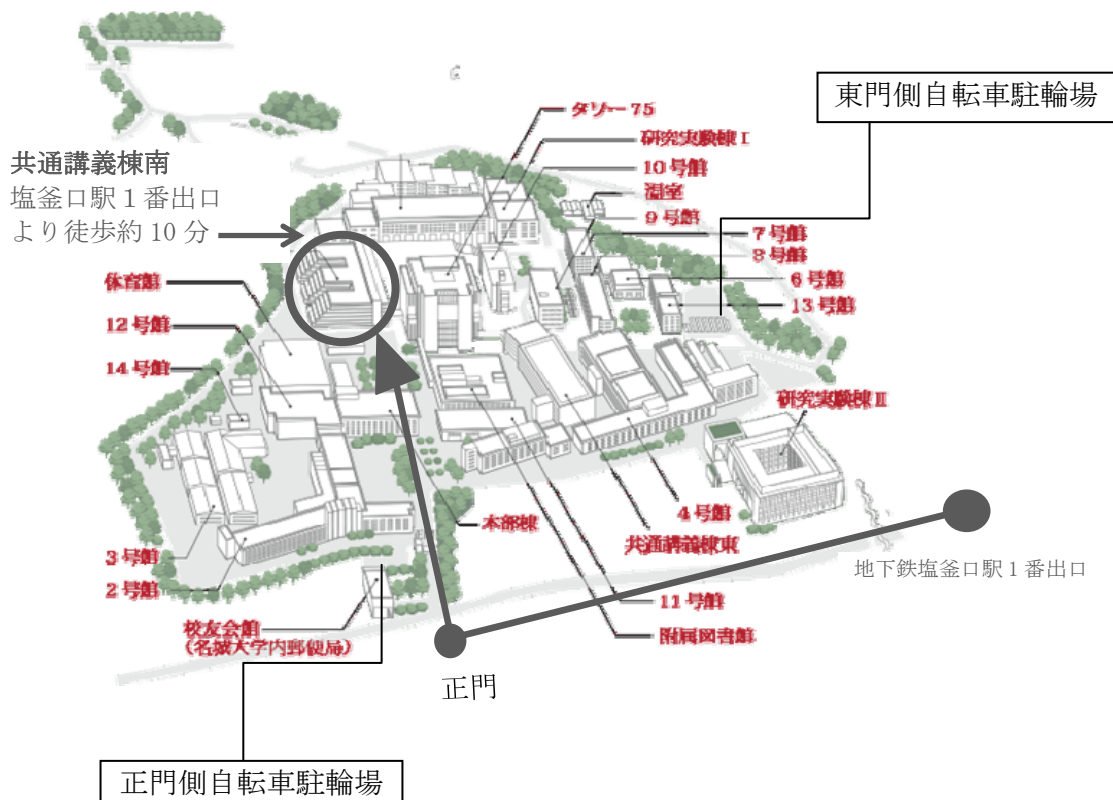 タワー75
東門側自転車駐輪場
研究実験棟Ⅰ
共通講義棟南
塩釜口駅1番出口
より徒歩約10分
10号館
温室
9号館
7号館
8号館
6号館
13号館
体育館
12号館
14号館
研究実験棟Ⅱ
4号館
本部棟
共通講義棟東
3号館
2号館
地下鉄塩釜口駅1番出口
11号館
校友会館
(名城大学内郵便局)
附属図書館
正門
正門側自転車駐輪場